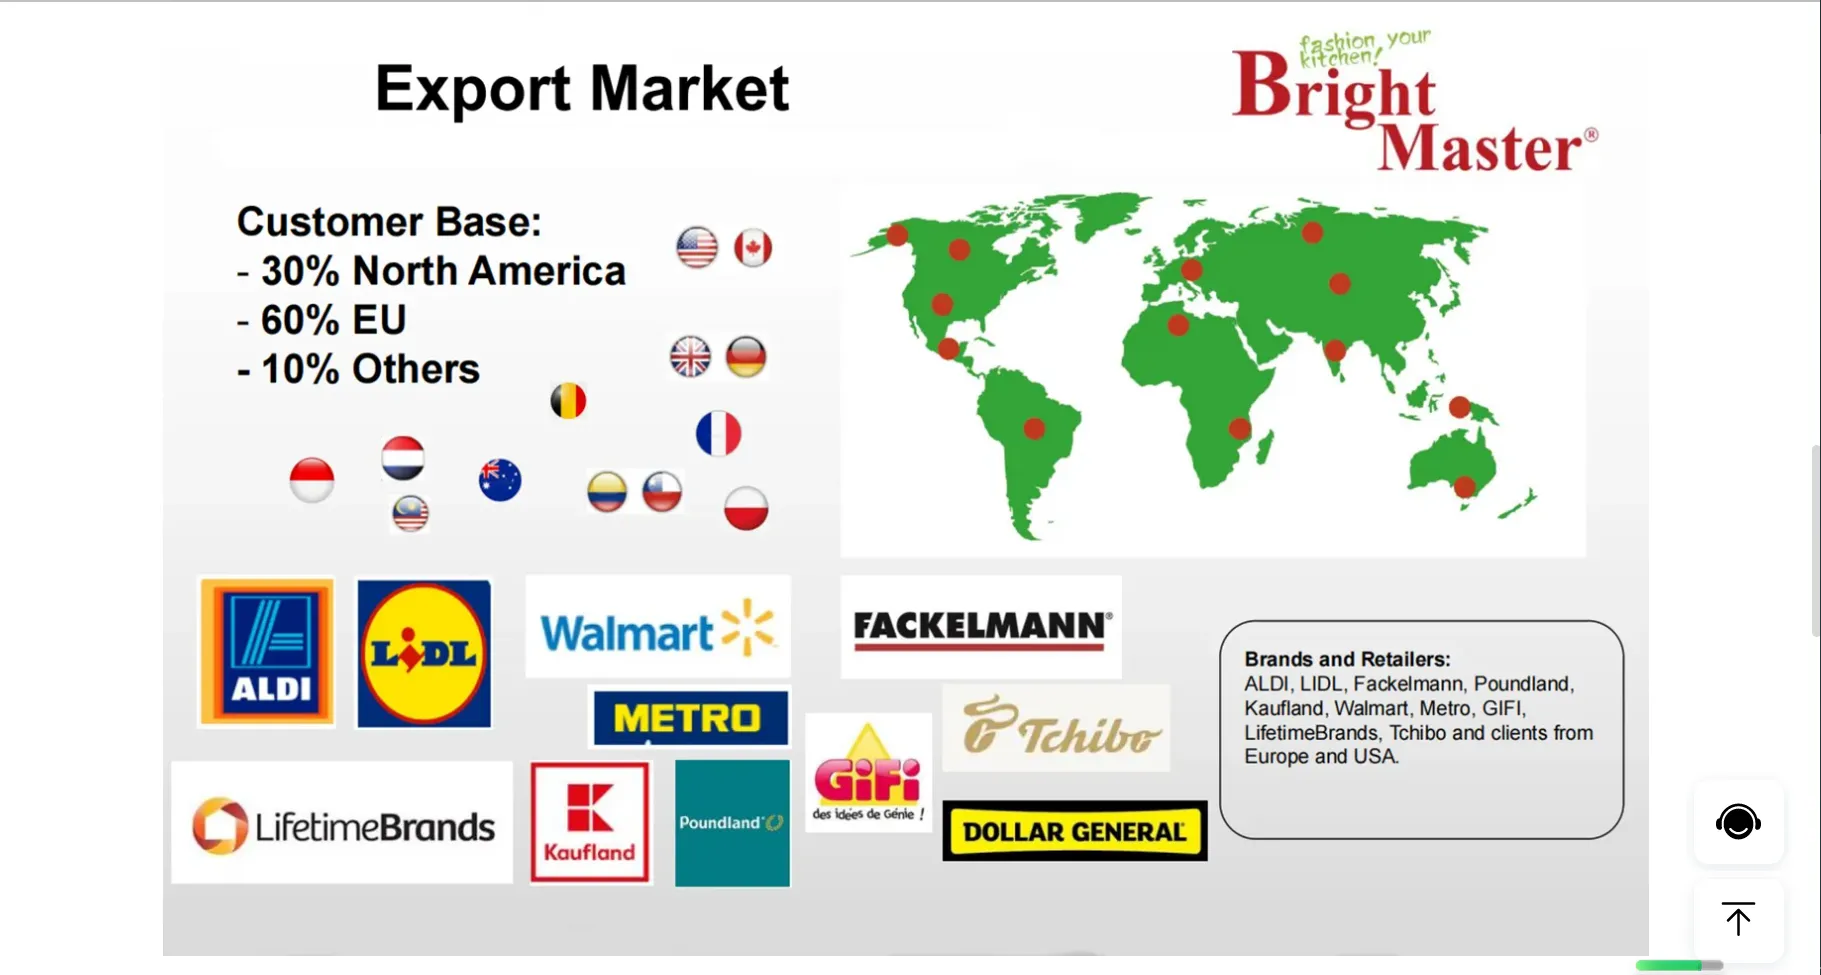 fashion your
kitchen!
Bright
Master®
Export Market
Customer Base:
- 30% North America
- 60% EU
- 10% Others
ALDI
LIDL
Walmart
METRO
FACKELMANN®
Tchibo
GiFi
des idées de Génie !
LifetimeBrands
Kaufland
Poundland
DOLLAR GENERAL
Brands and Retailers:
ALDI, LIDL, Fackelmann, Poundland,
Kaufland, Walmart, Metro, GIFI,
LifetimeBrands, Tchibo and clients from
Europe and USA.